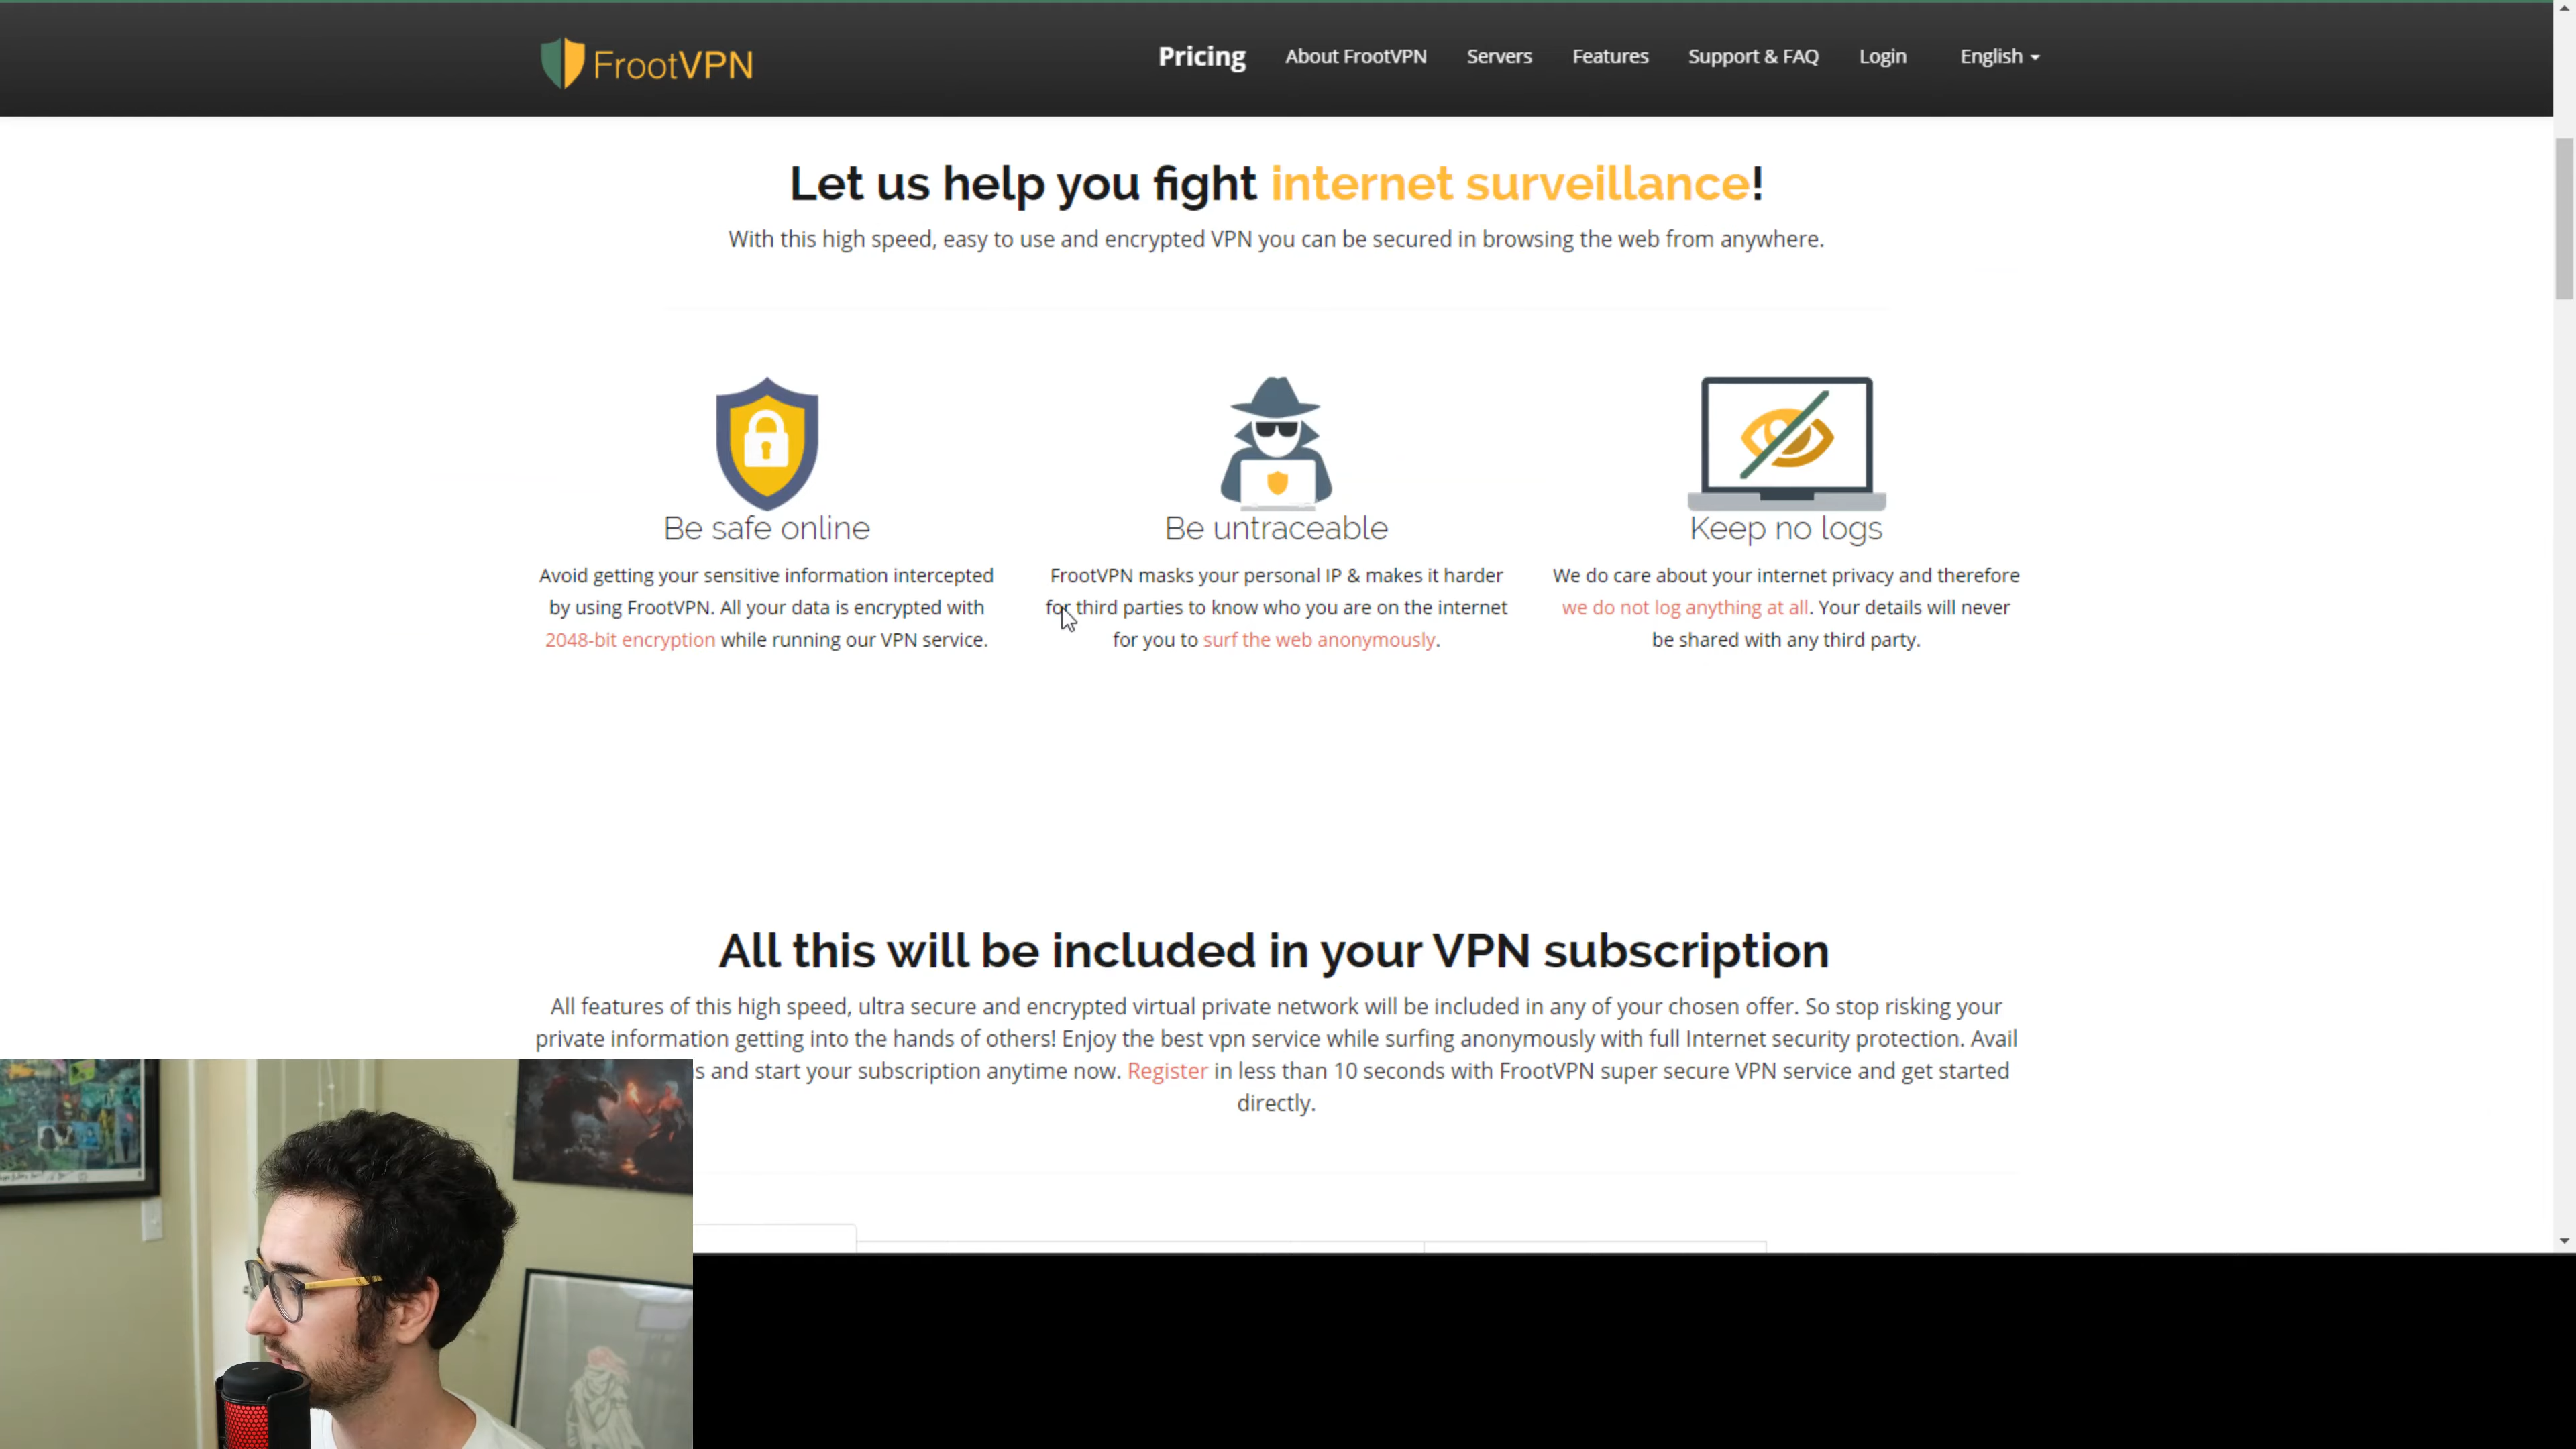 FrootVPN
Pricing
About FrootVPN
Servers
Features
Support & FAQ
Login
English
Let us help you fight internet surveillance!
With this high speed, easy to use and encrypted VPN you can be secured in browsing the web from anywhere.
Be safe online
Avoid getting your sensitive information intercepted
by using FrootVPN. All your data is encrypted with
2048-bit encryption while running our VPN service.
Be untraceable
FrootVPN masks your personal IP & makes it harder
for third parties to know who you are on the internet
for you to surf the web anonymously.
Keep no logs
We do care about your internet privacy and therefore
we do not log anything at all. Your details will never
be shared with any third party.
All this will be included in your VPN subscription
All features of this high speed, ultra secure and encrypted virtual private network will be included in any of your chosen offer. So stop risking your
private information getting into the hands of others! Enjoy the best vpn service while surfing anonymously with full Internet security protection. Avail
s and start your subscription anytime now. Register in less than 10 seconds with FrootVPN super secure VPN service and get started
directly.